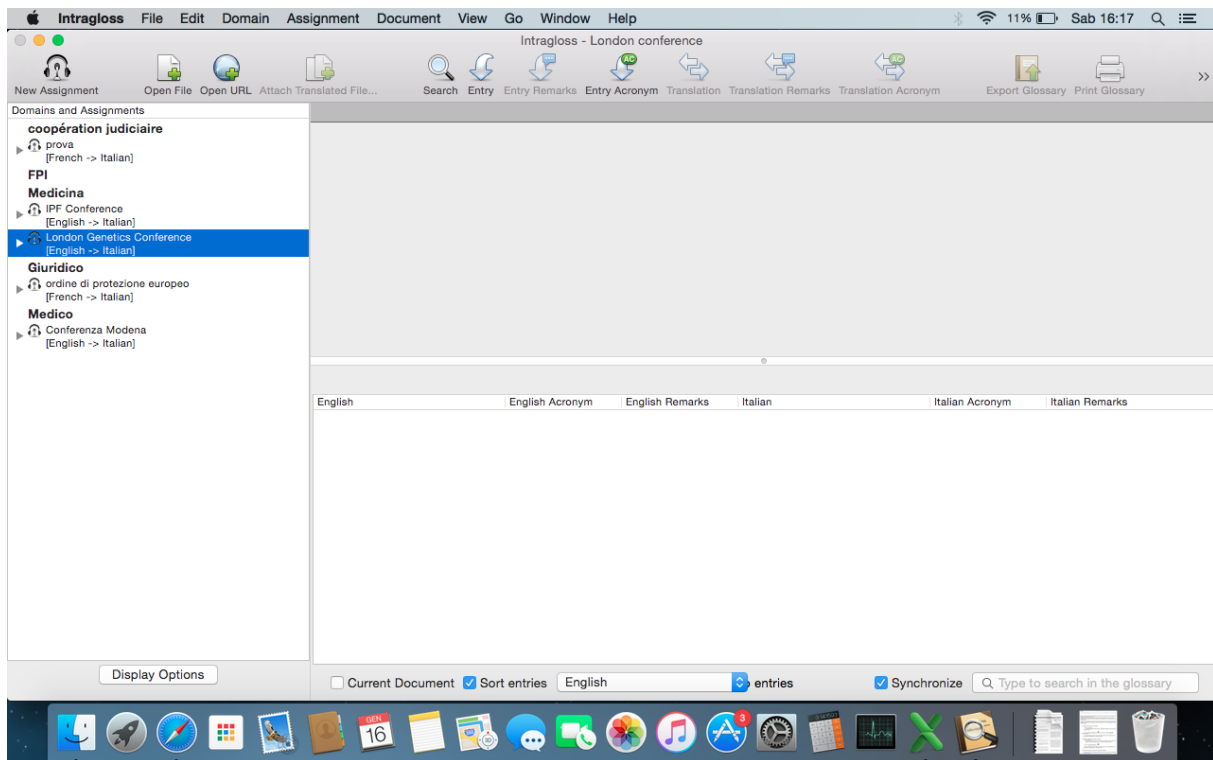 Intragloss File Edit Domain Assignment Document View Go Window Help 11% Sab 16:17
Intragloss - London conference
New Assignment Open File Open URL Attach Translated File... Search Entry Entry Remarks Entry Acronym Translation Translation Remarks Translation Acronym Export Glossary Print Glossary
Domains and Assignments
coopération judiciaire
prova
[French -> Italian]
FPI
Medicina
IPF Conference
[English -> Italian]
London Genetics Conference
[English -> Italian]
Giuridico
ordine di protezione europeo
[French -> Italian]
Medico
Conferenza Modena
[English -> Italian]
English English Acronym English Remarks Italian Italian Acronym Italian Remarks
Display Options
Current Document Sort entries English entries Synchronize Type to search in the glossary
GEN
16
3